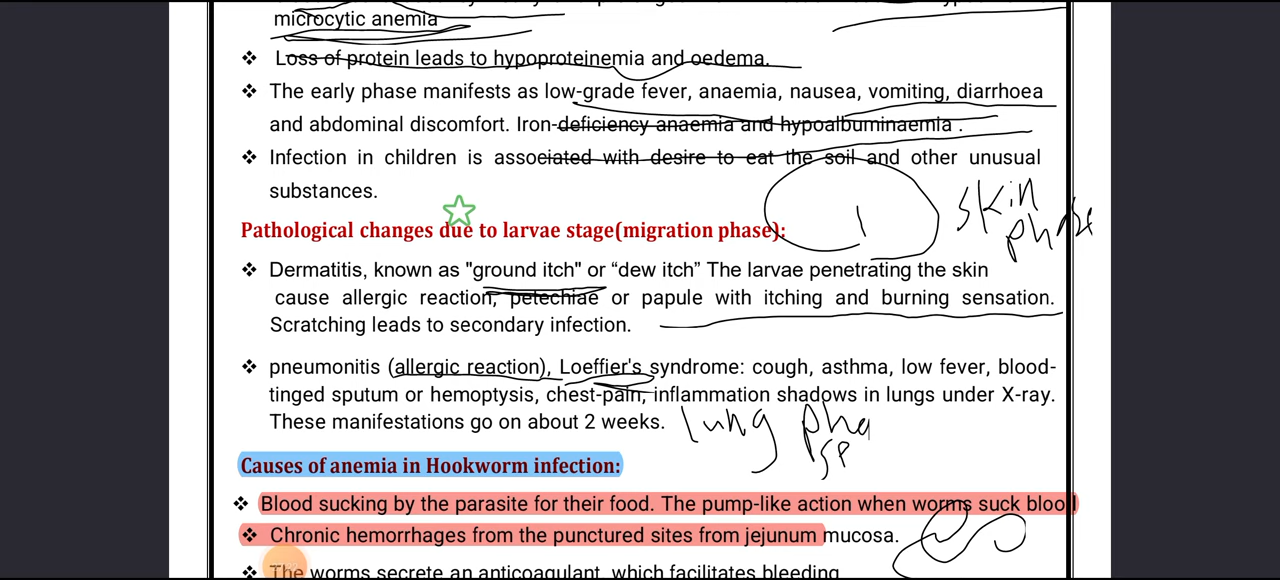 microcytic anemia
❖ Loss of protein leads to hypoproteinemia and oedema.
❖ The early phase manifests as low-grade fever, anaemia, nausea, vomiting, diarrhoea
and abdominal discomfort. Iron-deficiency anaemia and hypoalbuminaemia .
❖ Infection in children is associated with desire to eat the soil and other unusual
substances.
skin
phase
Pathological changes due to larvae stage(migration phase):
❖ Dermatitis, known as "ground itch" or “dew itch” The larvae penetrating the skin
cause allergic reaction, petechiae or papule with itching and burning sensation.
Scratching leads to secondary infection.
❖ pneumonitis (allergic reaction), Loeffier's syndrome: cough, asthma, low fever, blood-
tinged sputum or hemoptysis, chest-pain, inflammation shadows in lungs under X-ray.
These manifestations go on about 2 weeks.
lung pha
se
Causes of anemia in Hookworm infection:
❖ Blood sucking by the parasite for their food. The pump-like action when worms suck blood
❖ Chronic hemorrhages from the punctured sites from jejunum mucosa.
❖ The worms secrete an anticoagulant, which facilitates bleeding